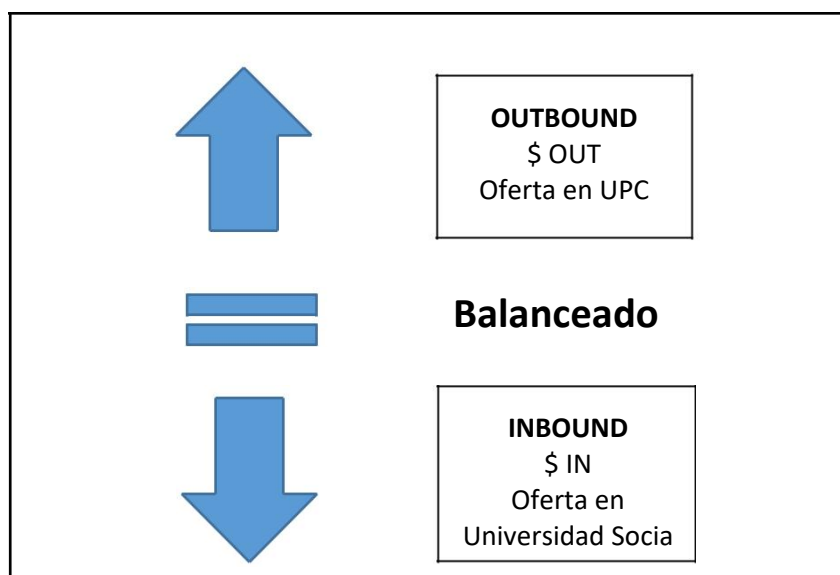 OUTBOUND
$ OUT
Oferta en UPC
Balanceado
INBOUND
$ IN
Oferta en
Universidad Socia